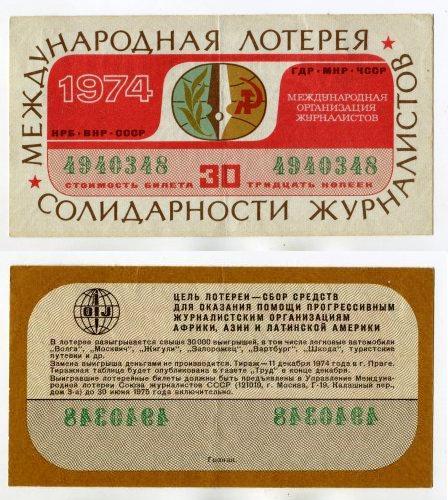 МЕЖДУНАРОДНАЯ ЛОТЕРЕЯ
СОЛИДАРНОСТИ ЖУРНАЛИСТОВ
1974
ГДР · МНР · ЧССР
МЕЖДУНАРОДНАЯ
ОРГАНИЗАЦИЯ
ЖУРНАЛИСТОВ
НРБ · ВНР · СССР
4940348 4940348
СТОИМОСТЬ БИЛЕТА 30 ТРИДЦАТЬ КОПЕЕК
OIJ
ЦЕЛЬ ЛОТЕРЕИ—СБОР СРЕДСТВ
ДЛЯ ОКАЗАНИЯ ПОМОЩИ ПРОГРЕССИВНЫМ
ЖУРНАЛИСТСКИМ ОРГАНИЗАЦИЯМ
АФРИКИ, АЗИИ И ЛАТИНСКОЙ АМЕРИКИ
В лотерее разыгрывается свыше 30 000 выигрышей, в том числе легковые автомобили
„Волга", „Москвич", „Жигули", „Запорожец", „Вартбург", „Шкода", туристские
путевки и др.
Замена выигрыша деньгами не производится. Тираж—11 декабря 1974 года в г. Праге.
Тиражная таблица будет опубликована в газете „Труд" в конце декабря.
Выигравшие лотерейные билеты должны быть предъявлены в Управление Междуна-
родной лотереи Союза журналистов СССР (121019, г. Москва, Г-19, Калашный пер.,
дом 3-а) до 30 июня 1975 года включительно.
4940348 4940348
Гознак.